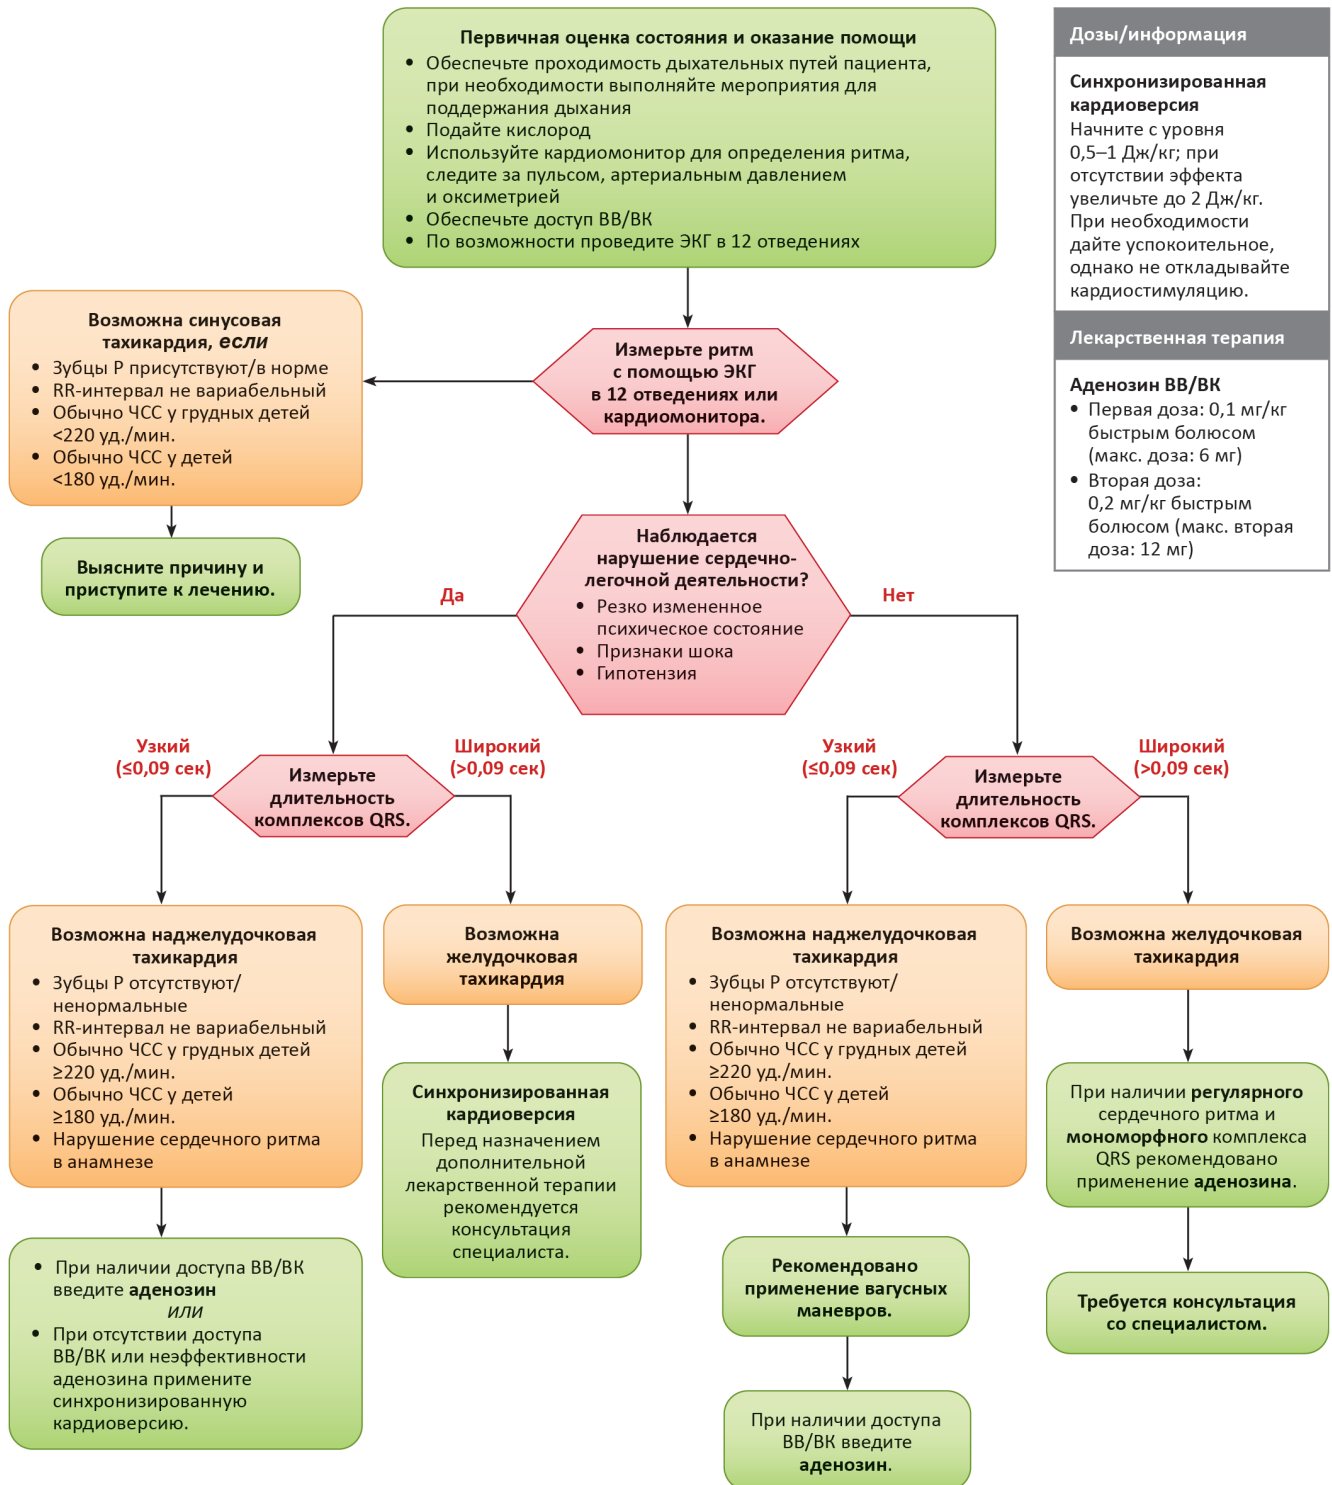 Первичная оценка состояния и оказание помощи
• Обеспечьте проходимость дыхательных путей пациента,
при необходимости выполняйте мероприятия для
поддержания дыхания
• Подайте кислород
• Используйте кардиомонитор для определения ритма,
следите за пульсом, артериальным давлением
и оксиметрией
• Обеспечьте доступ ВВ/ВК
• По возможности проведите ЭКГ в 12 отведениях
Дозы/информация
Синхронизированная
кардиоверсия
Начните с уровня
0,5–1 Дж/кг; при
отсутствии эффекта
увеличьте до 2 Дж/кг.
При необходимости
дайте успокоительное,
однако не откладывайте
кардиостимуляцию.
Лекарственная терапия
Аденозин ВВ/ВК
• Первая доза: 0,1 мг/кг
быстрым болюсом
(макс. доза: 6 мг)
• Вторая доза:
0,2 мг/кг быстрым
болюсом (макс. вторая
доза: 12 мг)
Измерьте ритм
с помощью ЭКГ
в 12 отведениях или
кардиомонитора.
Возможна синусовая
тахикардия, если
• Зубцы P присутствуют/в норме
• RR-интервал не вариабельный
• Обычно ЧСС у грудных детей
<220 уд./мин.
• Обычно ЧСС у детей
<180 уд./мин.
Выясните причину и
приступите к лечению.
Наблюдается
нарушение сердечно-
легочной деятельности?
• Резко измененное
психическое состояние
• Признаки шока
• Гипотензия
Да
Нет
Узкий
(≤0,09 сек)
Широкий
(>0,09 сек)
Измерьте
длительность
комплексов QRS.
Узкий
(≤0,09 сек)
Широкий
(>0,09 сек)
Измерьте
длительность
комплексов QRS.
Возможна наджелудочковая
тахикардия
• Зубцы P отсутствуют/
ненормальные
• RR-интервал не вариабельный
• Обычно ЧСС у грудных детей
≥220 уд./мин.
• Обычно ЧСС у детей
≥180 уд./мин.
• Нарушение сердечного ритма
в анамнезе
• При наличии доступа ВВ/ВК
введите аденозин
ИЛИ
• При отсутствии доступа
ВВ/ВК или неэффективности
аденозина примените
синхронизированную
кардиоверсию.
Возможна
желудочковая
тахикардия
Синхронизированная
кардиоверсия
Перед назначением
дополнительной
лекарственной терапии
рекомендуется
консультация
специалиста.
Возможна наджелудочковая
тахикардия
• Зубцы P отсутствуют/
ненормальные
• RR-интервал не вариабельный
• Обычно ЧСС у грудных детей
≥220 уд./мин.
• Обычно ЧСС у детей
≥180 уд./мин.
• Нарушение сердечного ритма
в анамнезе
Рекомендовано
применение вагусных
маневров.
При наличии доступа
ВВ/ВК введите
аденозин.
Возможна желудочковая
тахикардия
При наличии регулярного
сердечного ритма и
мономорфного комплекса
QRS рекомендовано
применение аденозина.
Требуется консультация
со специалистом.